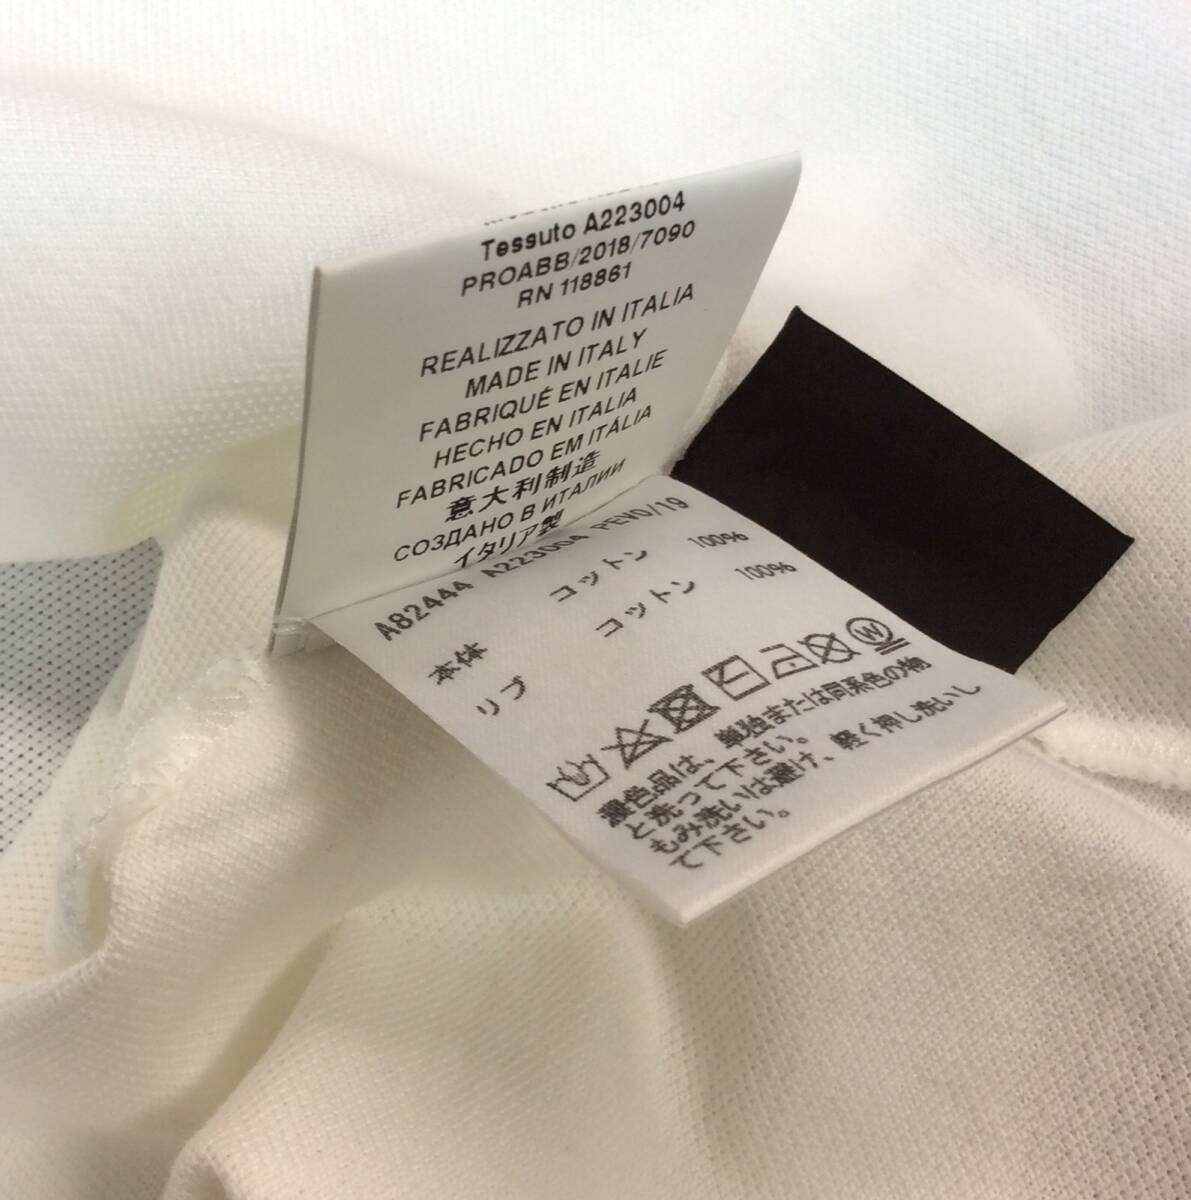 Tessuto A223004
PROABB/2018/7090
RN 118861
REALIZZATO IN ITALIA
MADE IN ITALY
FABRIQUÉ EN ITALIE
HECHO EN ITALIA
FABRICADO EM ITÁLIA
意大利制造
СОЗДАНО В ИТАЛИИ
イタリア製
A82444 A223004 PEVO/19
本体 コットン 100%
リブ コットン 100%
W
濃色品は、単独または同系色の物
と洗って下さい。
もみ洗いは避け、軽く押し洗いし
て下さい。